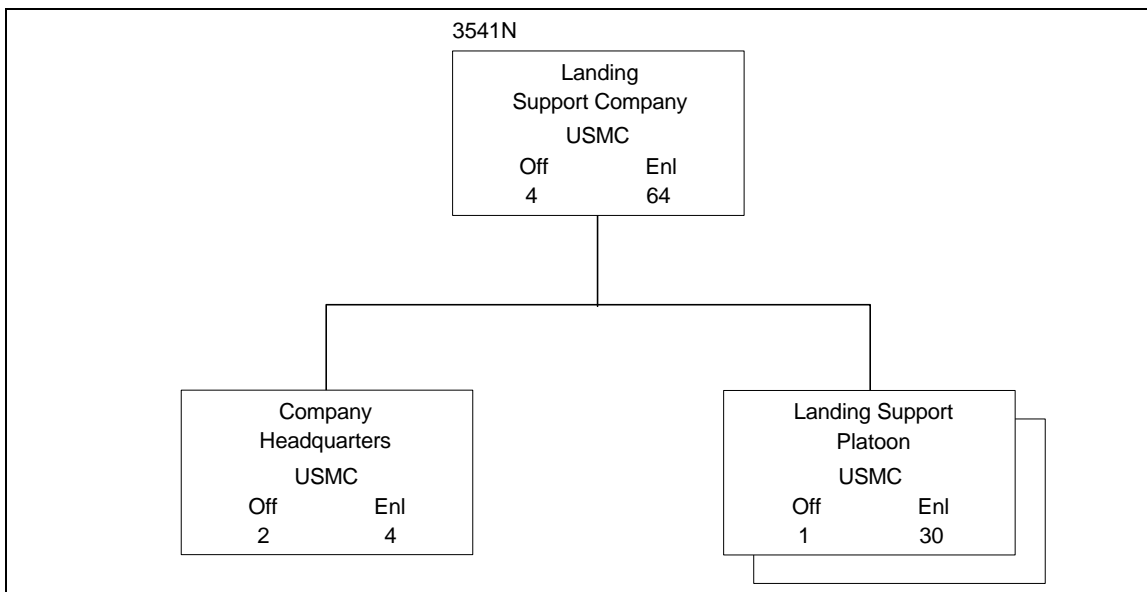 3541N
Landing
Support Company
USMC
Off Enl
4 64
Company
Headquarters
USMC
Off Enl
2 4
Landing Support
Platoon
USMC
Off Enl
1 30